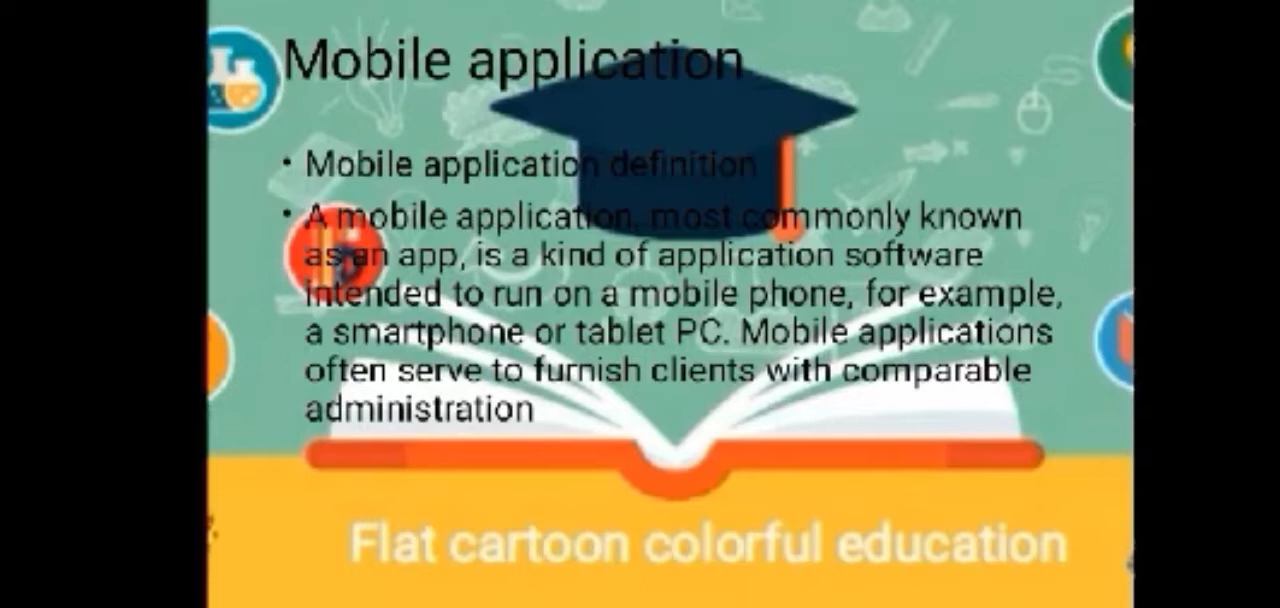 Mobile application
• Mobile application definition
• A mobile application, most commonly known
as an app, is a kind of application software
intended to run on a mobile phone, for example,
a smartphone or tablet PC. Mobile applications
often serve to furnish clients with comparable
administration
Flat cartoon colorful education